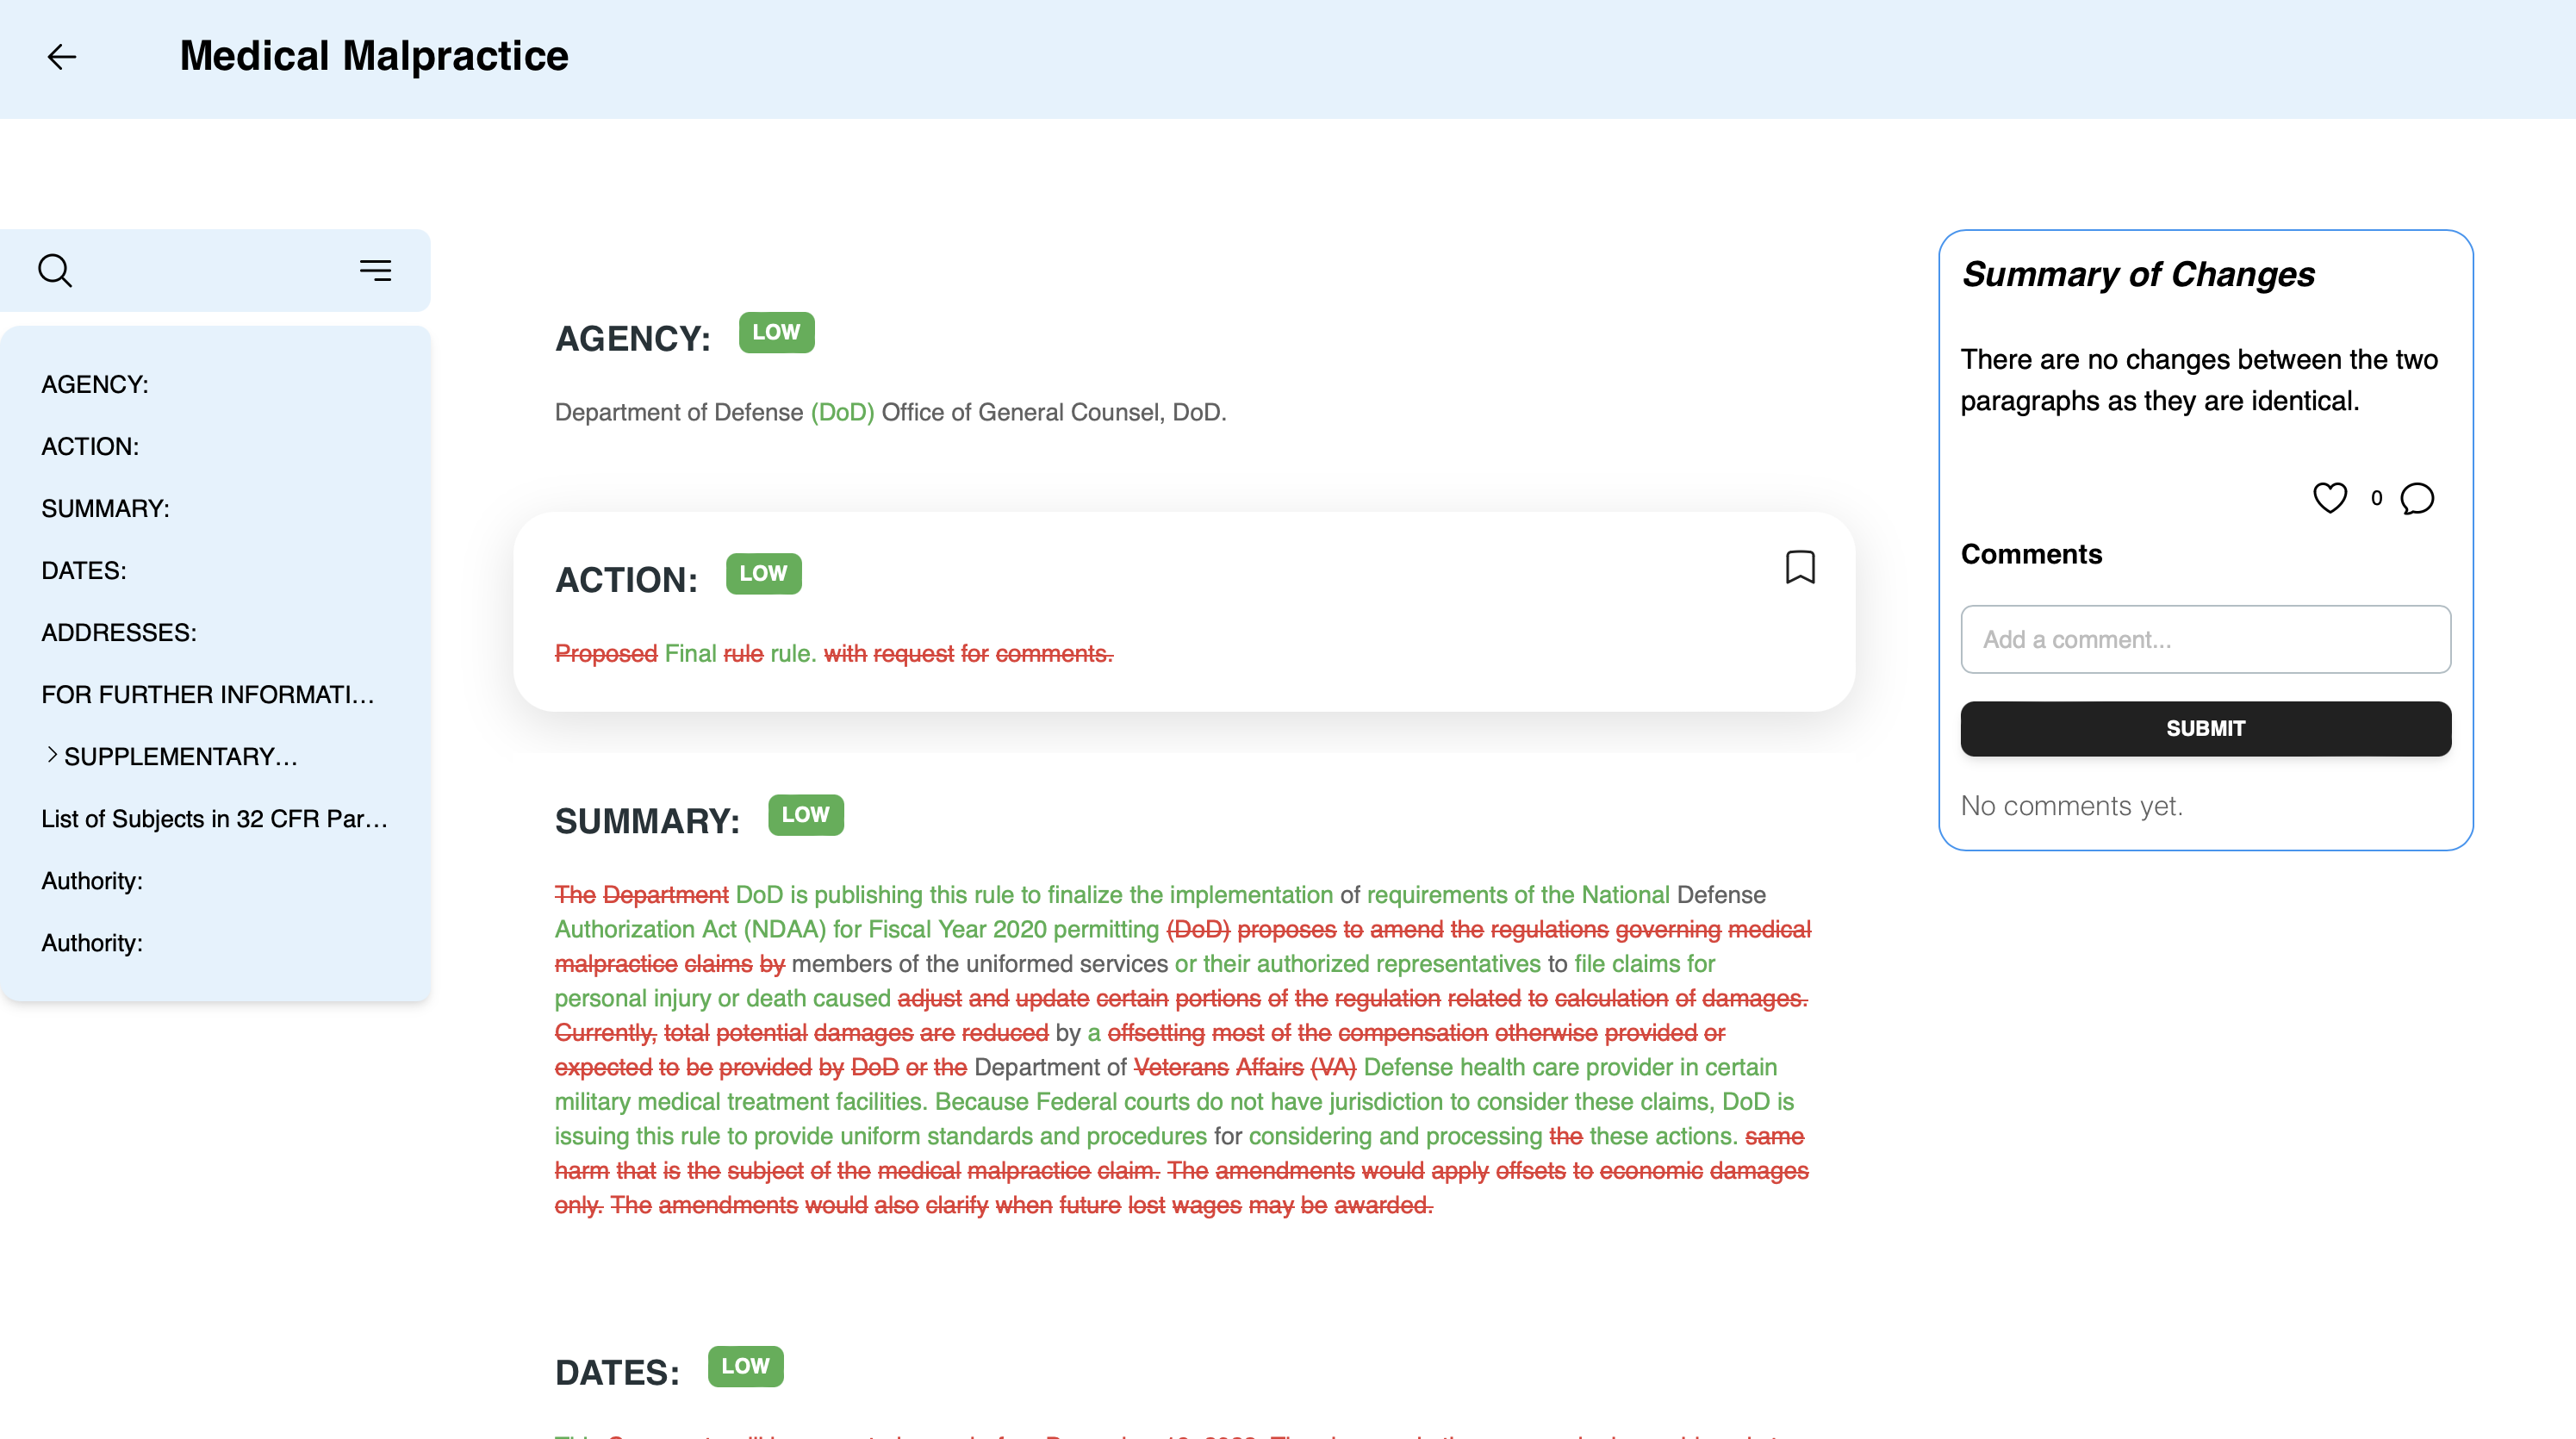 Medical Malpractice
AGENCY:
ACTION:
SUMMARY:
DATES:
ADDRESSES:
FOR FURTHER INFORMATI...
SUPPLEMENTARY...
List of Subjects in 32 CFR Par...
Authority:
Authority:
AGENCY: LOW
Department of Defense (DoD) Office of General Counsel, DoD.
ACTION: LOW
Proposed Final rule rule. with request for comments.
SUMMARY: LOW
The Department DoD is publishing this rule to finalize the implementation of requirements of the National Defense
Authorization Act (NDAA) for Fiscal Year 2020 permitting (DoD) proposes to amend the regulations governing medical
malpractice claims by members of the uniformed services or their authorized representatives to file claims for
personal injury or death caused adjust and update certain portions of the regulation related to calculation of damages.
Currently, total potential damages are reduced by a offsetting most of the compensation otherwise provided or
expected to be provided by DoD or the Department of Veterans Affairs (VA) Defense health care provider in certain
military medical treatment facilities. Because Federal courts do not have jurisdiction to consider these claims, DoD is
issuing this rule to provide uniform standards and procedures for considering and processing the these actions. same
harm that is the subject of the medical malpractice claim. The amendments would apply offsets to economic damages
only. The amendments would also clarify when future lost wages may be awarded.
DATES: LOW
Summary of Changes
There are no changes between the two
paragraphs as they are identical.
0
Comments
Add a comment...
SUBMIT
No comments yet.